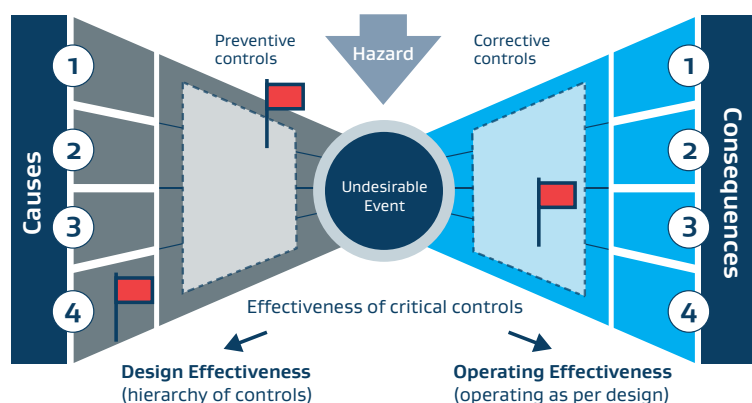 Preventive
controls
Hazard
Corrective
controls
Causes
1
2
3
4
Undesirable
Event
1
2
3
4
Consequences
Effectiveness of critical controls
Design Effectiveness
(hierarchy of controls)
Operating Effectiveness
(operating as per design)